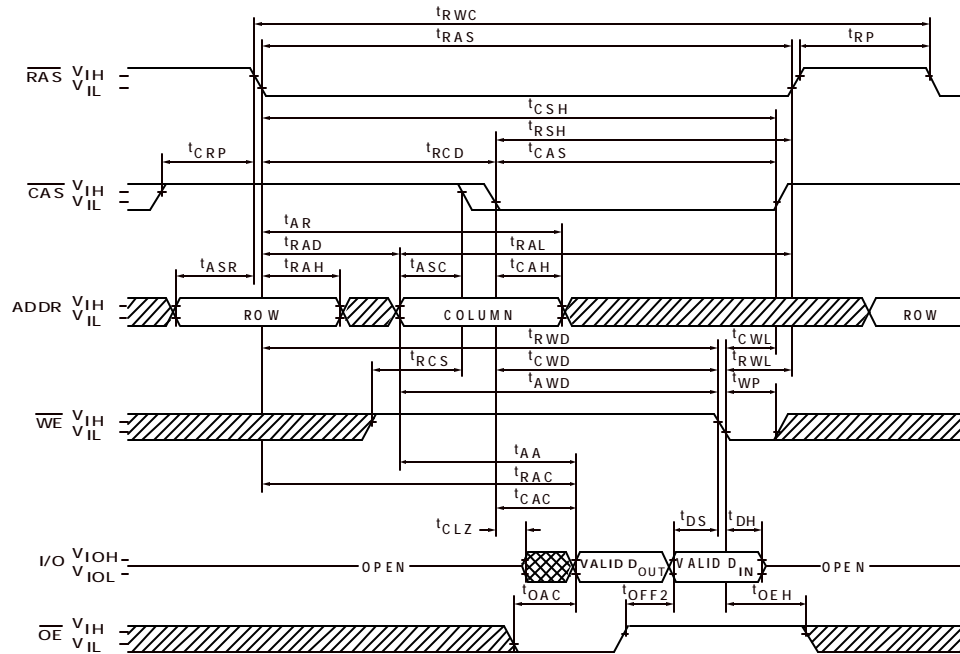 tRWC
tRAS tRP
RAS VIH
VIL
tCSH
tRSH
tCRP tRCD tCAS
CAS VIH
VIL
tAR
tRAD tRAL
tASR tRAH tASC tCAH
ADDR VIH
VIL
ROW COLUMN ROW
tRWD tCWL
tRCS tCWD tRWL
tAWD tWP
WE VIH
VIL
tAA
tRAC
tCAC
tCLZ tDS tDH
I/O VIOH
VIOL
OPEN VALID DOUT VALID DIN OPEN
tOAC tOFF2 tOEH
OE VIH
VIL